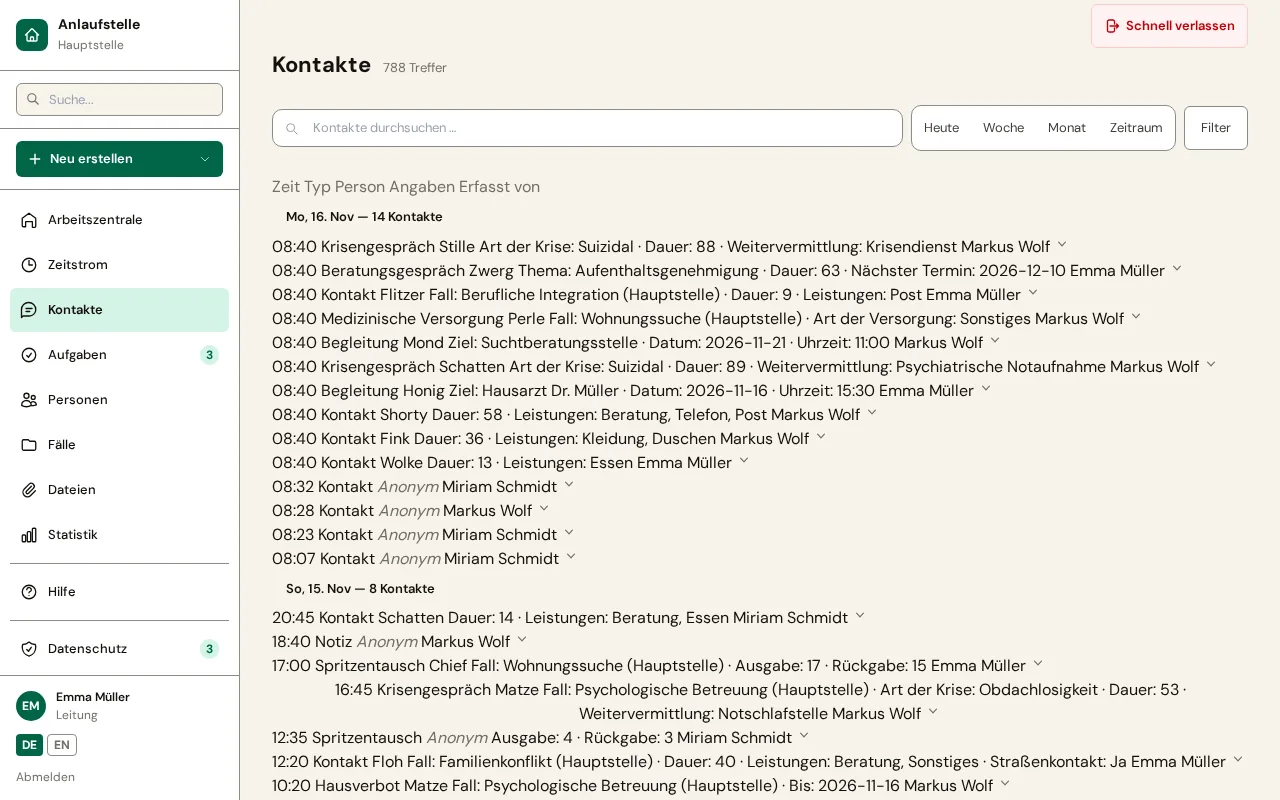 Anlaufstelle
Hauptstelle
Suche...
Neu erstellen
Arbeitszentrale
Zeitstrom
Kontakte
Aufgaben 3
Personen
Fälle
Dateien
Statistik
Hilfe
Datenschutz 3
EM Emma Müller
Leitung
DE EN
Abmelden
Schnell verlassen
Kontakte 788 Treffer
Kontakte durchsuchen ... Heute Woche Monat Zeitraum Filter
Zeit Typ Person Angaben Erfasst von
Mo, 16. Nov — 14 Kontakte
08:40 Krisengespräch Stille Art der Krise: Suizidal · Dauer: 88 · Weitervermittlung: Krisendienst Markus Wolf
08:40 Beratungsgespräch Zwerg Thema: Aufenthaltsgenehmigung · Dauer: 63 · Nächster Termin: 2026-12-10 Emma Müller
08:40 Kontakt Flitzer Fall: Berufliche Integration (Hauptstelle) · Dauer: 9 · Leistungen: Post Emma Müller
08:40 Medizinische Versorgung Perle Fall: Wohnungssuche (Hauptstelle) · Art der Versorgung: Sonstiges Markus Wolf
08:40 Begleitung Mond Ziel: Suchtberatungsstelle · Datum: 2026-11-21 · Uhrzeit: 11:00 Markus Wolf
08:40 Krisengespräch Schatten Art der Krise: Suizidal · Dauer: 89 · Weitervermittlung: Psychiatrische Notaufnahme Markus Wolf
08:40 Begleitung Honig Ziel: Hausarzt Dr. Müller · Datum: 2026-11-16 · Uhrzeit: 15:30 Emma Müller
08:40 Kontakt Shorty Dauer: 58 · Leistungen: Beratung, Telefon, Post Markus Wolf
08:40 Kontakt Fink Dauer: 36 · Leistungen: Kleidung, Duschen Markus Wolf
08:40 Kontakt Wolke Dauer: 13 · Leistungen: Essen Emma Müller
08:32 Kontakt Anonym Miriam Schmidt
08:28 Kontakt Anonym Markus Wolf
08:23 Kontakt Anonym Miriam Schmidt
08:07 Kontakt Anonym Miriam Schmidt
So, 15. Nov — 8 Kontakte
20:45 Kontakt Schatten Dauer: 14 · Leistungen: Beratung, Essen Miriam Schmidt
18:40 Notiz Anonym Markus Wolf
17:00 Spritzentausch Chief Fall: Wohnungssuche (Hauptstelle) · Ausgabe: 17 · Rückgabe: 15 Emma Müller
16:45 Krisengespräch Matze Fall: Psychologische Betreuung (Hauptstelle) · Art der Krise: Obdachlosigkeit · Dauer: 53 ·
Weitervermittlung: Notschlafstelle Markus Wolf
12:35 Spritzentausch Anonym Ausgabe: 4 · Rückgabe: 3 Miriam Schmidt
12:20 Kontakt Floh Fall: Familienkonflikt (Hauptstelle) · Dauer: 40 · Leistungen: Beratung, Sonstiges · Straßenkontakt: Ja Emma Müller
10:20 Hausverbot Matze Fall: Psychologische Betreuung (Hauptstelle) · Bis: 2026-11-16 Markus Wolf